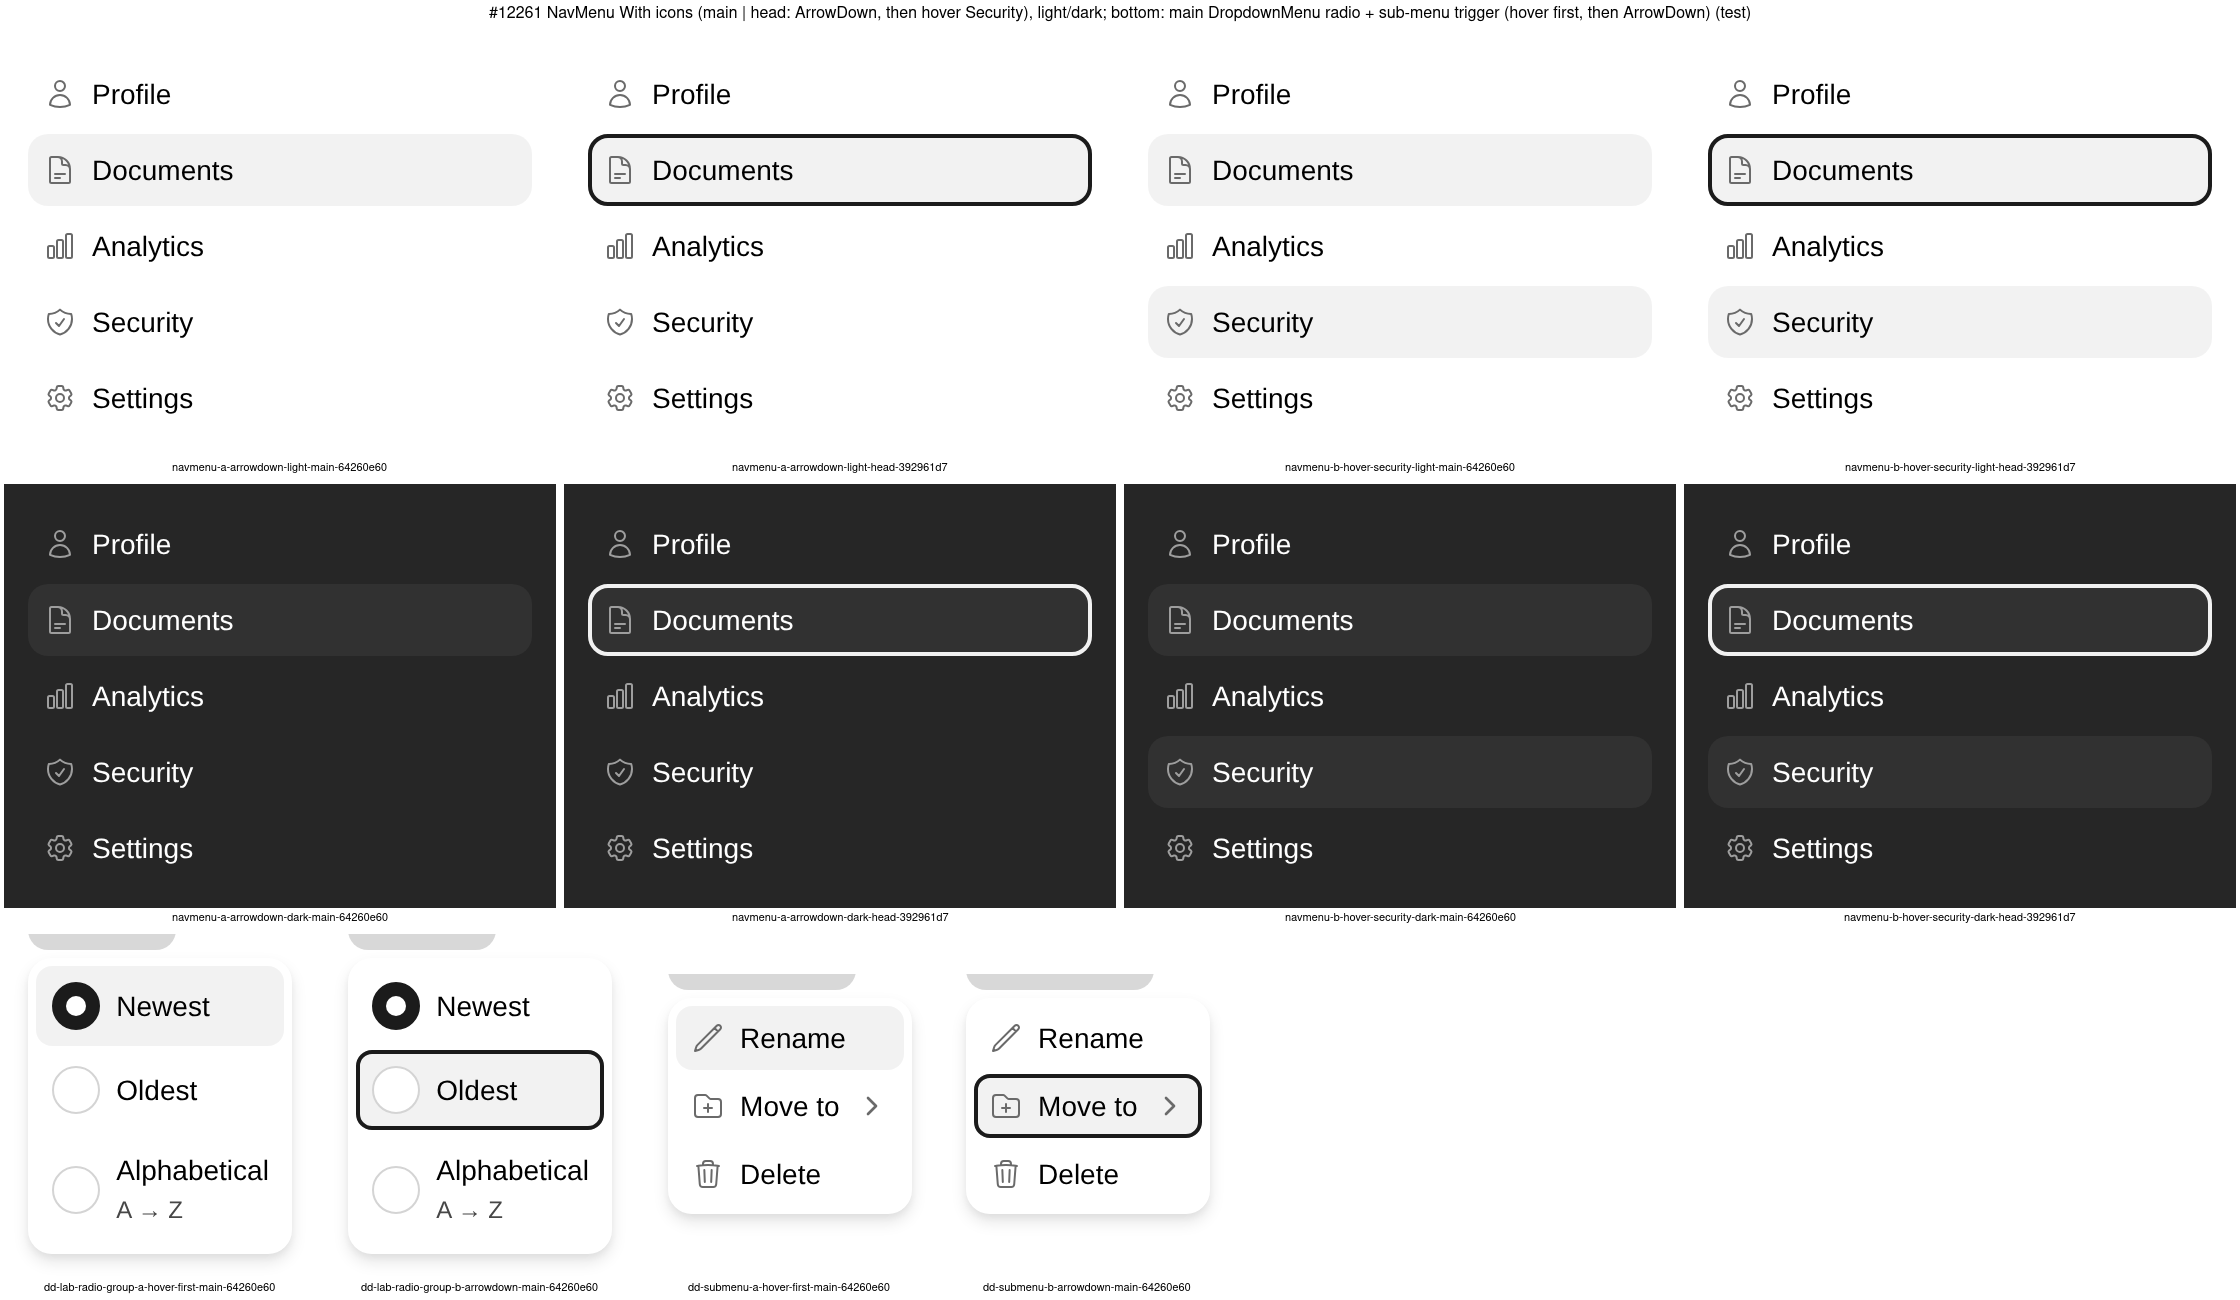 #12261 NavMenu With icons (main | head: ArrowDown, then hover Security), light/dark; bottom: main DropdownMenu radio + sub-menu trigger (hover first, then ArrowDown) (test)
Profile
Documents
Analytics
Security
Settings
navmenu-a-arrowdown-light-main-64260e60
Profile
Documents
Analytics
Security
Settings
navmenu-a-arrowdown-light-head-392961d7
Profile
Documents
Analytics
Security
Settings
navmenu-b-hover-security-light-main-64260e60
Profile
Documents
Analytics
Security
Settings
navmenu-b-hover-security-light-head-392961d7
Profile
Documents
Analytics
Security
Settings
navmenu-a-arrowdown-dark-main-64260e60
Profile
Documents
Analytics
Security
Settings
navmenu-a-arrowdown-dark-head-392961d7
Profile
Documents
Analytics
Security
Settings
navmenu-b-hover-security-dark-main-64260e60
Profile
Documents
Analytics
Security
Settings
navmenu-b-hover-security-dark-head-392961d7
Newest
Oldest
Alphabetical
A → Z
dd-lab-radio-group-a-hover-first-main-64260e60
Newest
Oldest
Alphabetical
A → Z
dd-lab-radio-group-b-arrowdown-main-64260e60
Rename
Move to
Delete
dd-submenu-a-hover-first-main-64260e60
Rename
Move to
Delete
dd-submenu-b-arrowdown-main-64260e60